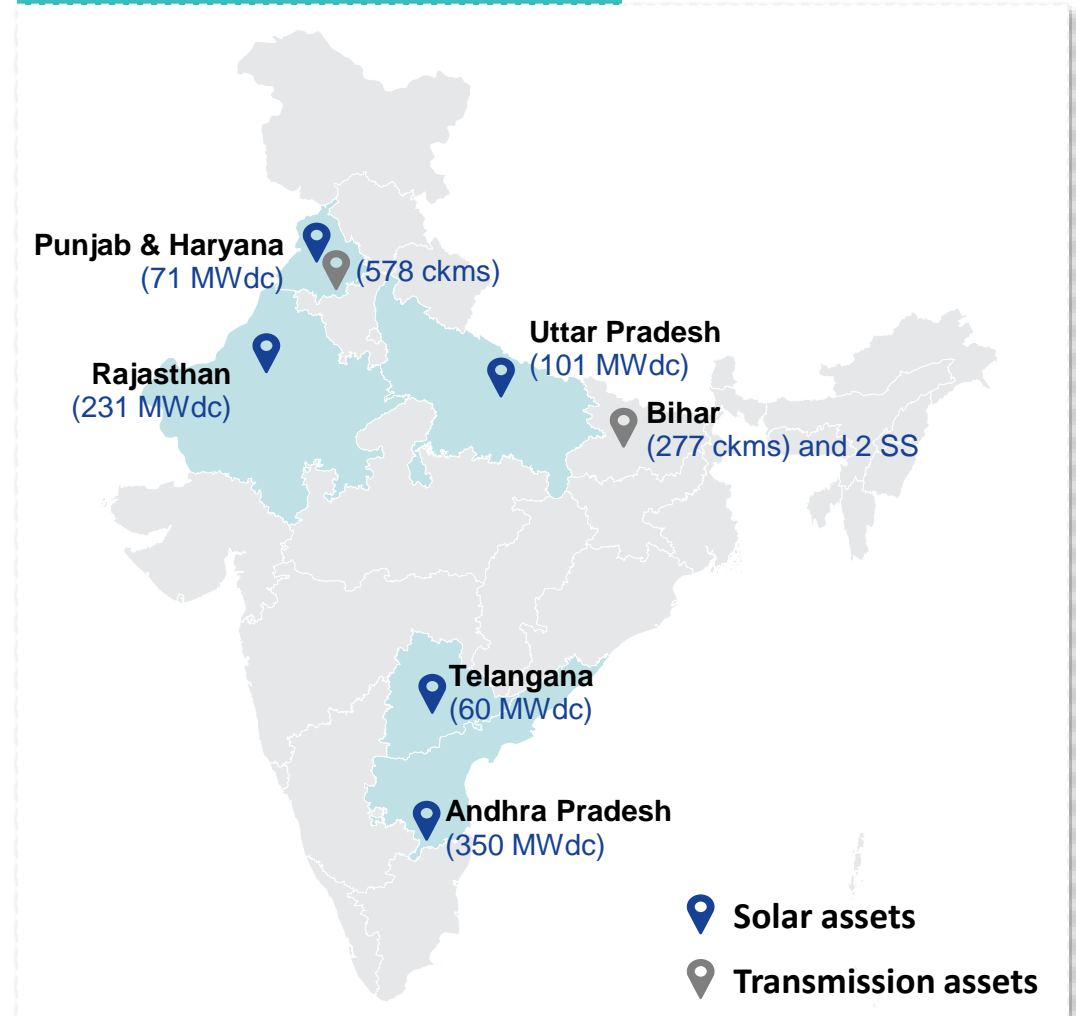 Punjab & Haryana
(71 MWdc)
(578 ckms)
Uttar Pradesh
(101 MWdc)
Rajasthan
(231 MWdc)
Bihar
(277 ckms) and 2 SS
Telangana
(60 MWdc)
Andhra Pradesh
(350 MWdc)
Solar assets
Transmission assets